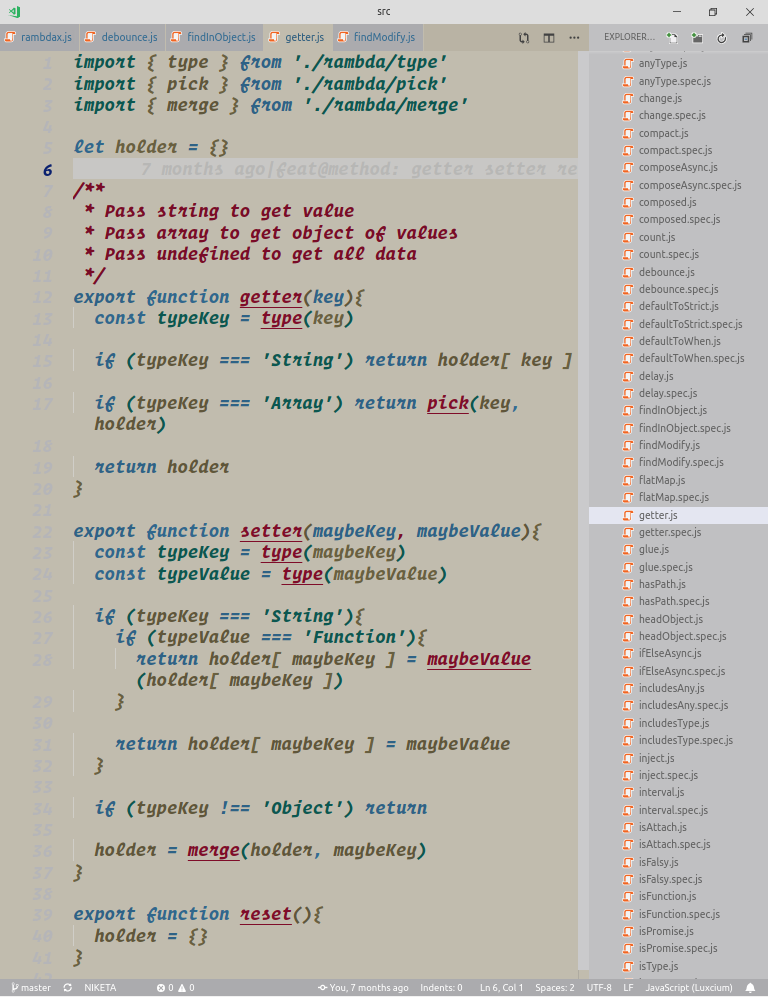 src
rambdax.js debounce.js findInObject.js getter.js findModify.js
1 import { type } from './rambda/type'
2 import { pick } from './rambda/pick'
3 import { merge } from './rambda/merge'
4
5 let holder = {}
6 7 months ago|feat@method: getter setter re
7 /**
8 * Pass string to get value
9 * Pass array to get object of values
10 * Pass undefined to get all data
11 */
12 export function getter(key){
13 const typeKey = type(key)
14
15 if (typeKey === 'String') return holder[ key ]
16
17 if (typeKey === 'Array') return pick(key,
holder)
18
19 return holder
20 }
21
22 export function setter(maybeKey, maybeValue){
23 const typeKey = type(maybeKey)
24 const typeValue = type(maybeValue)
25
26 if (typeKey === 'String'){
27 if (typeValue === 'Function'){
28 return holder[ maybeKey ] = maybeValue
(holder[ maybeKey ])
29 }
30
31 return holder[ maybeKey ] = maybeValue
32 }
33
34 if (typeKey !== 'Object') return
35
36 holder = merge(holder, maybeKey)
37 }
38
39 export function reset(){
40 holder = {}
41 }
EXPLORER...
anyType.js
anyType.spec.js
change.js
change.spec.js
compact.js
compact.spec.js
composeAsync.js
composeAsync.spec.js
composed.js
composed.spec.js
count.js
count.spec.js
debounce.js
debounce.spec.js
defaultToStrict.js
defaultToStrict.spec.js
defaultToWhen.js
defaultToWhen.spec.js
delay.js
delay.spec.js
findInObject.js
findInObject.spec.js
findModify.js
findModify.spec.js
flatMap.js
flatMap.spec.js
getter.js
getter.spec.js
glue.js
glue.spec.js
hasPath.js
hasPath.spec.js
headObject.js
headObject.spec.js
ifElseAsync.js
ifElseAsync.spec.js
includesAny.js
includesAny.spec.js
includesType.js
includesType.spec.js
inject.js
inject.spec.js
interval.js
interval.spec.js
isAttach.js
isAttach.spec.js
isFalsy.js
isFalsy.spec.js
isFunction.js
isFunction.spec.js
isPromise.js
isPromise.spec.js
isType.js
master NIKETA 0 0 You, 7 months ago Indents: 0 Ln 6, Col 1 Spaces: 2 UTF-8 LF JavaScript (Luxcium)